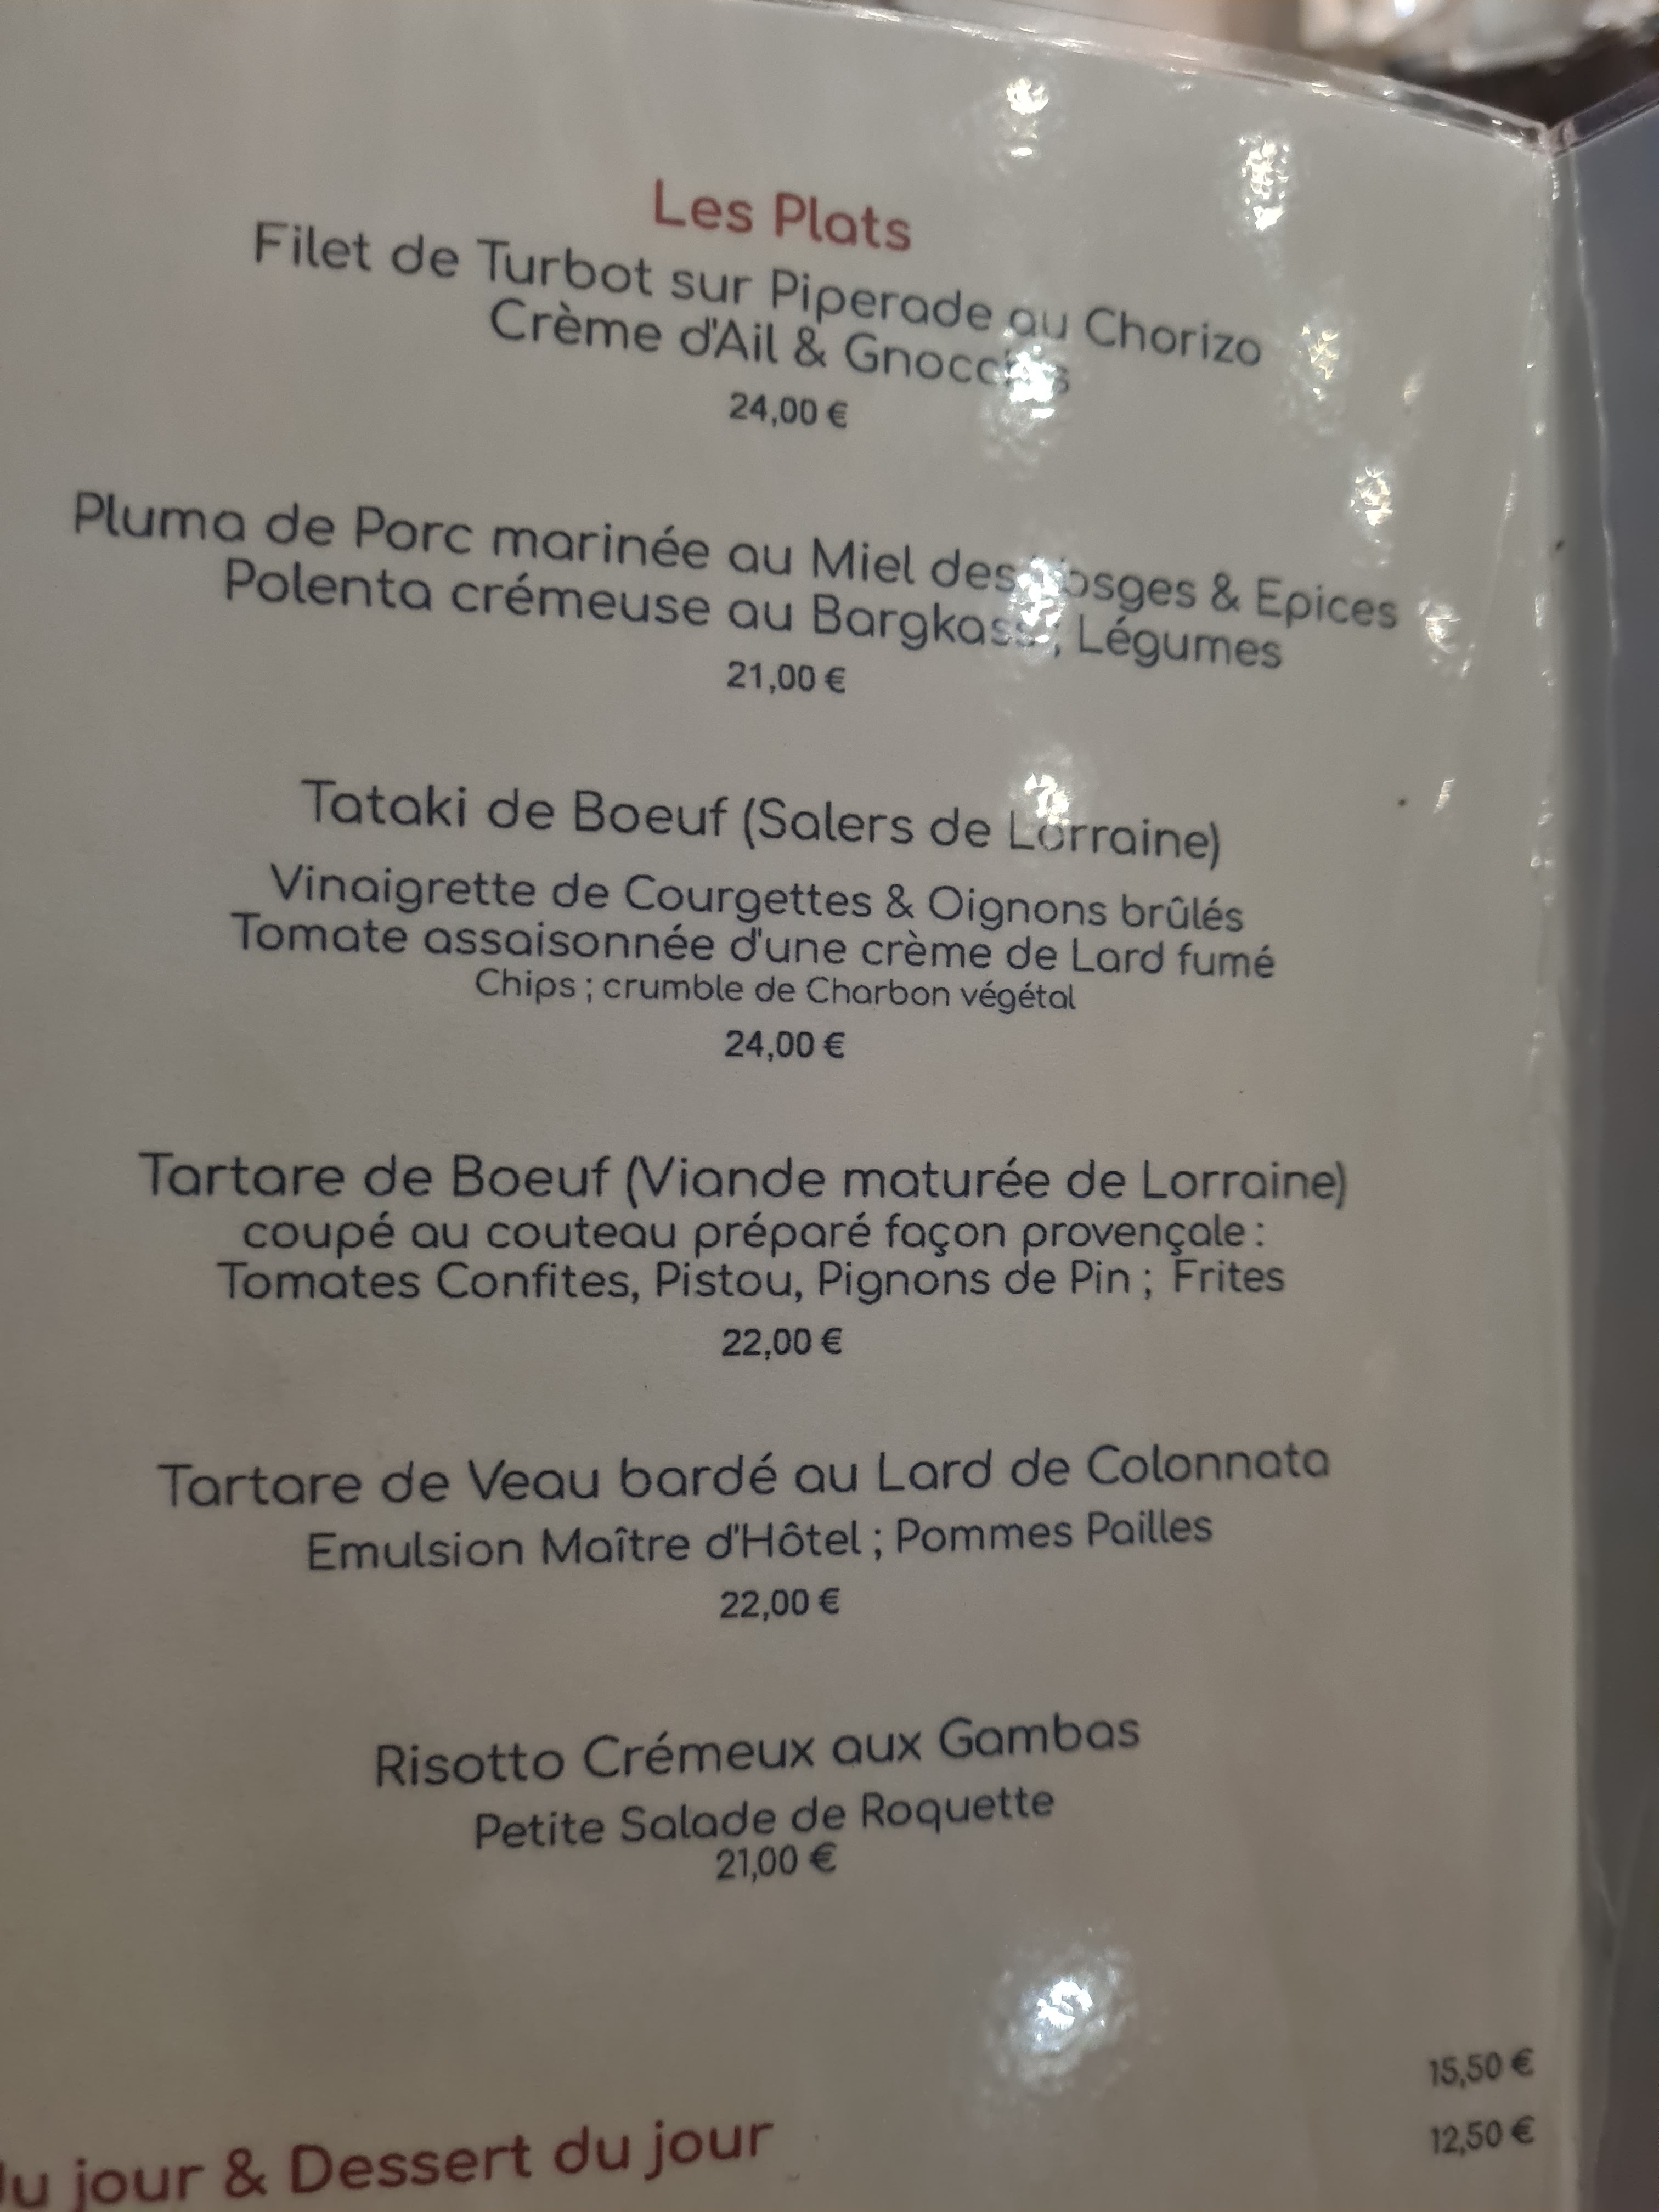 Les Plats
Filet de Turbot sur Piperade au Chorizo
Crème d'Ail & Gnocchis
24,00 €
Pluma de Porc marinée au Miel des Vosges & Epices
Polenta crémeuse au Bargkass ; Légumes
21,00 €
Tataki de Boeuf (Salers de Lorraine)
Vinaigrette de Courgettes & Oignons brûlés
Tomate assaisonnée d'une crème de Lard fumé
Chips ; crumble de Charbon végétal
24,00 €
Tartare de Boeuf (Viande maturée de Lorraine)
coupé au couteau préparé façon provençale :
Tomates Confites, Pistou, Pignons de Pin ; Frites
22,00 €
Tartare de Veau bardé au Lard de Colonnata
Emulsion Maître d'Hôtel ; Pommes Pailles
22,00 €
Risotto Crémeux aux Gambas
Petite Salade de Roquette
21,00 €
15,50 €
jour & Dessert du jour
12,50 €